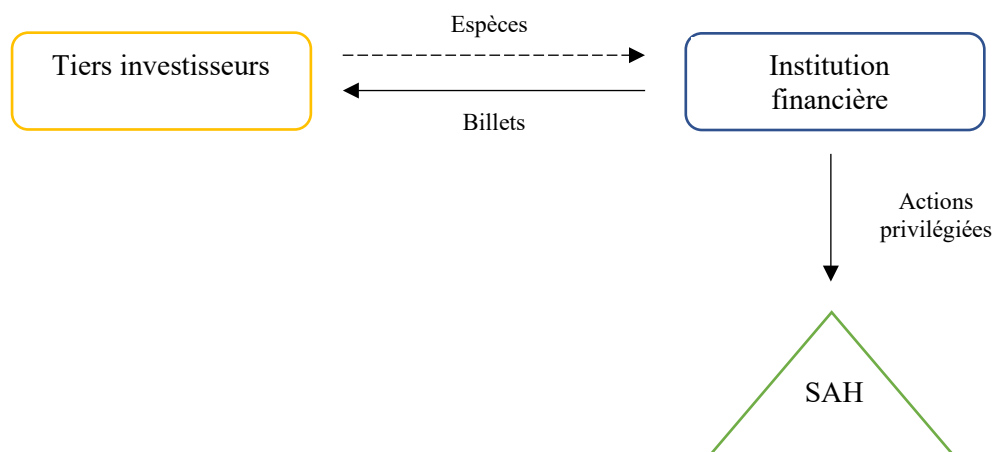 Espèces
Tiers investisseurs
Institution
financière
Billets
Actions
privilégiées
SAH